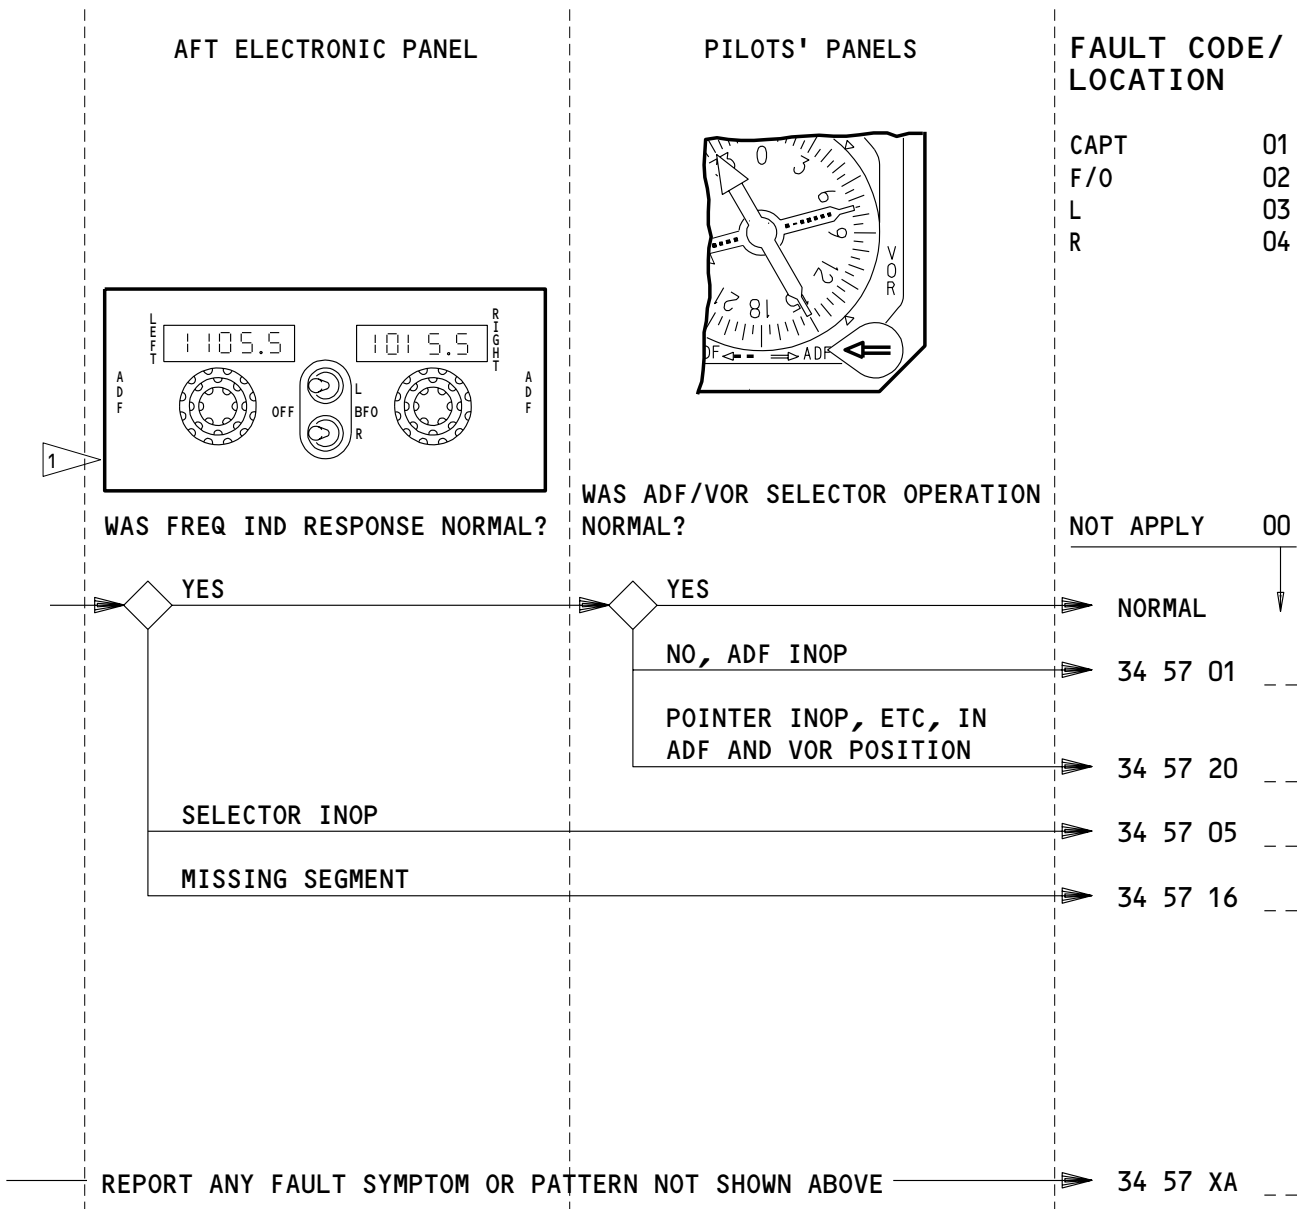 AFT ELECTRONIC PANEL
PILOTS' PANELS
FAULT CODE/
LOCATION
CAPT 01
F/O 02
L 03
R 04
0 3 6 9 12 15 18 21
VOR
ADF
LEFT
1105.5
1015.5
RIGHT
ADF
ADF
OFF
L
BFO
R
1
WAS FREQ IND RESPONSE NORMAL?
WAS ADF/VOR SELECTOR OPERATION
NORMAL?
NOT APPLY 00
YES
YES
NORMAL
NO, ADF INOP
34 57 01 _ _
POINTER INOP, ETC, IN
ADF AND VOR POSITION
34 57 20 _ _
SELECTOR INOP
34 57 05 _ _
MISSING SEGMENT
34 57 16 _ _
REPORT ANY FAULT SYMPTOM OR PATTERN NOT SHOWN ABOVE
34 57 XA _ _